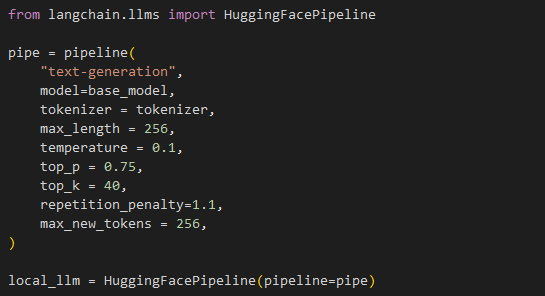 from langchain.llms import HuggingFacePipeline
pipe = pipeline(
    "text-generation",
    model=base_model,
    tokenizer = tokenizer,
    max_length = 256,
    temperature = 0.1,
    top_p = 0.75,
    top_k = 40,
    repetition_penalty=1.1,
    max_new_tokens = 256,
)
local_llm = HuggingFacePipeline(pipeline=pipe)